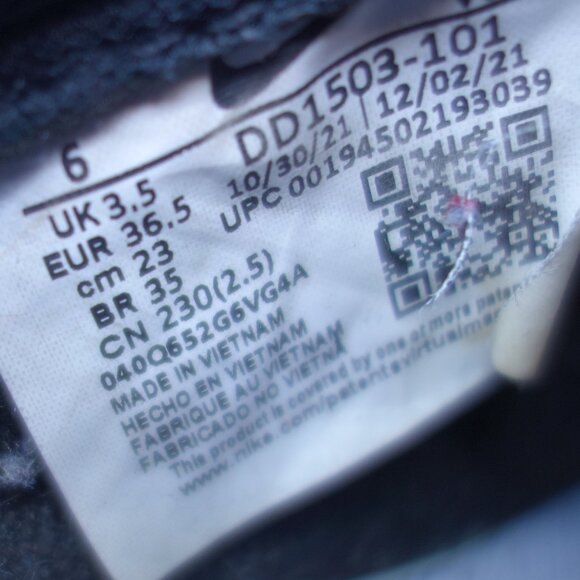 6
UK 3.5
EUR 36.5
cm 23
BR 35
CN 230(2.5)
DD1503-101
10/30/21 12/02/21
UPC 00194502193039
040Q652G6VG4A
MADE IN VIETNAM
HECHO EN VIETNAM
FABRIQUE AU VIETNAM
FABRICADO NO VIETNA
This product is covered by one of more patents
www.nike.com/patentsvirtualmar